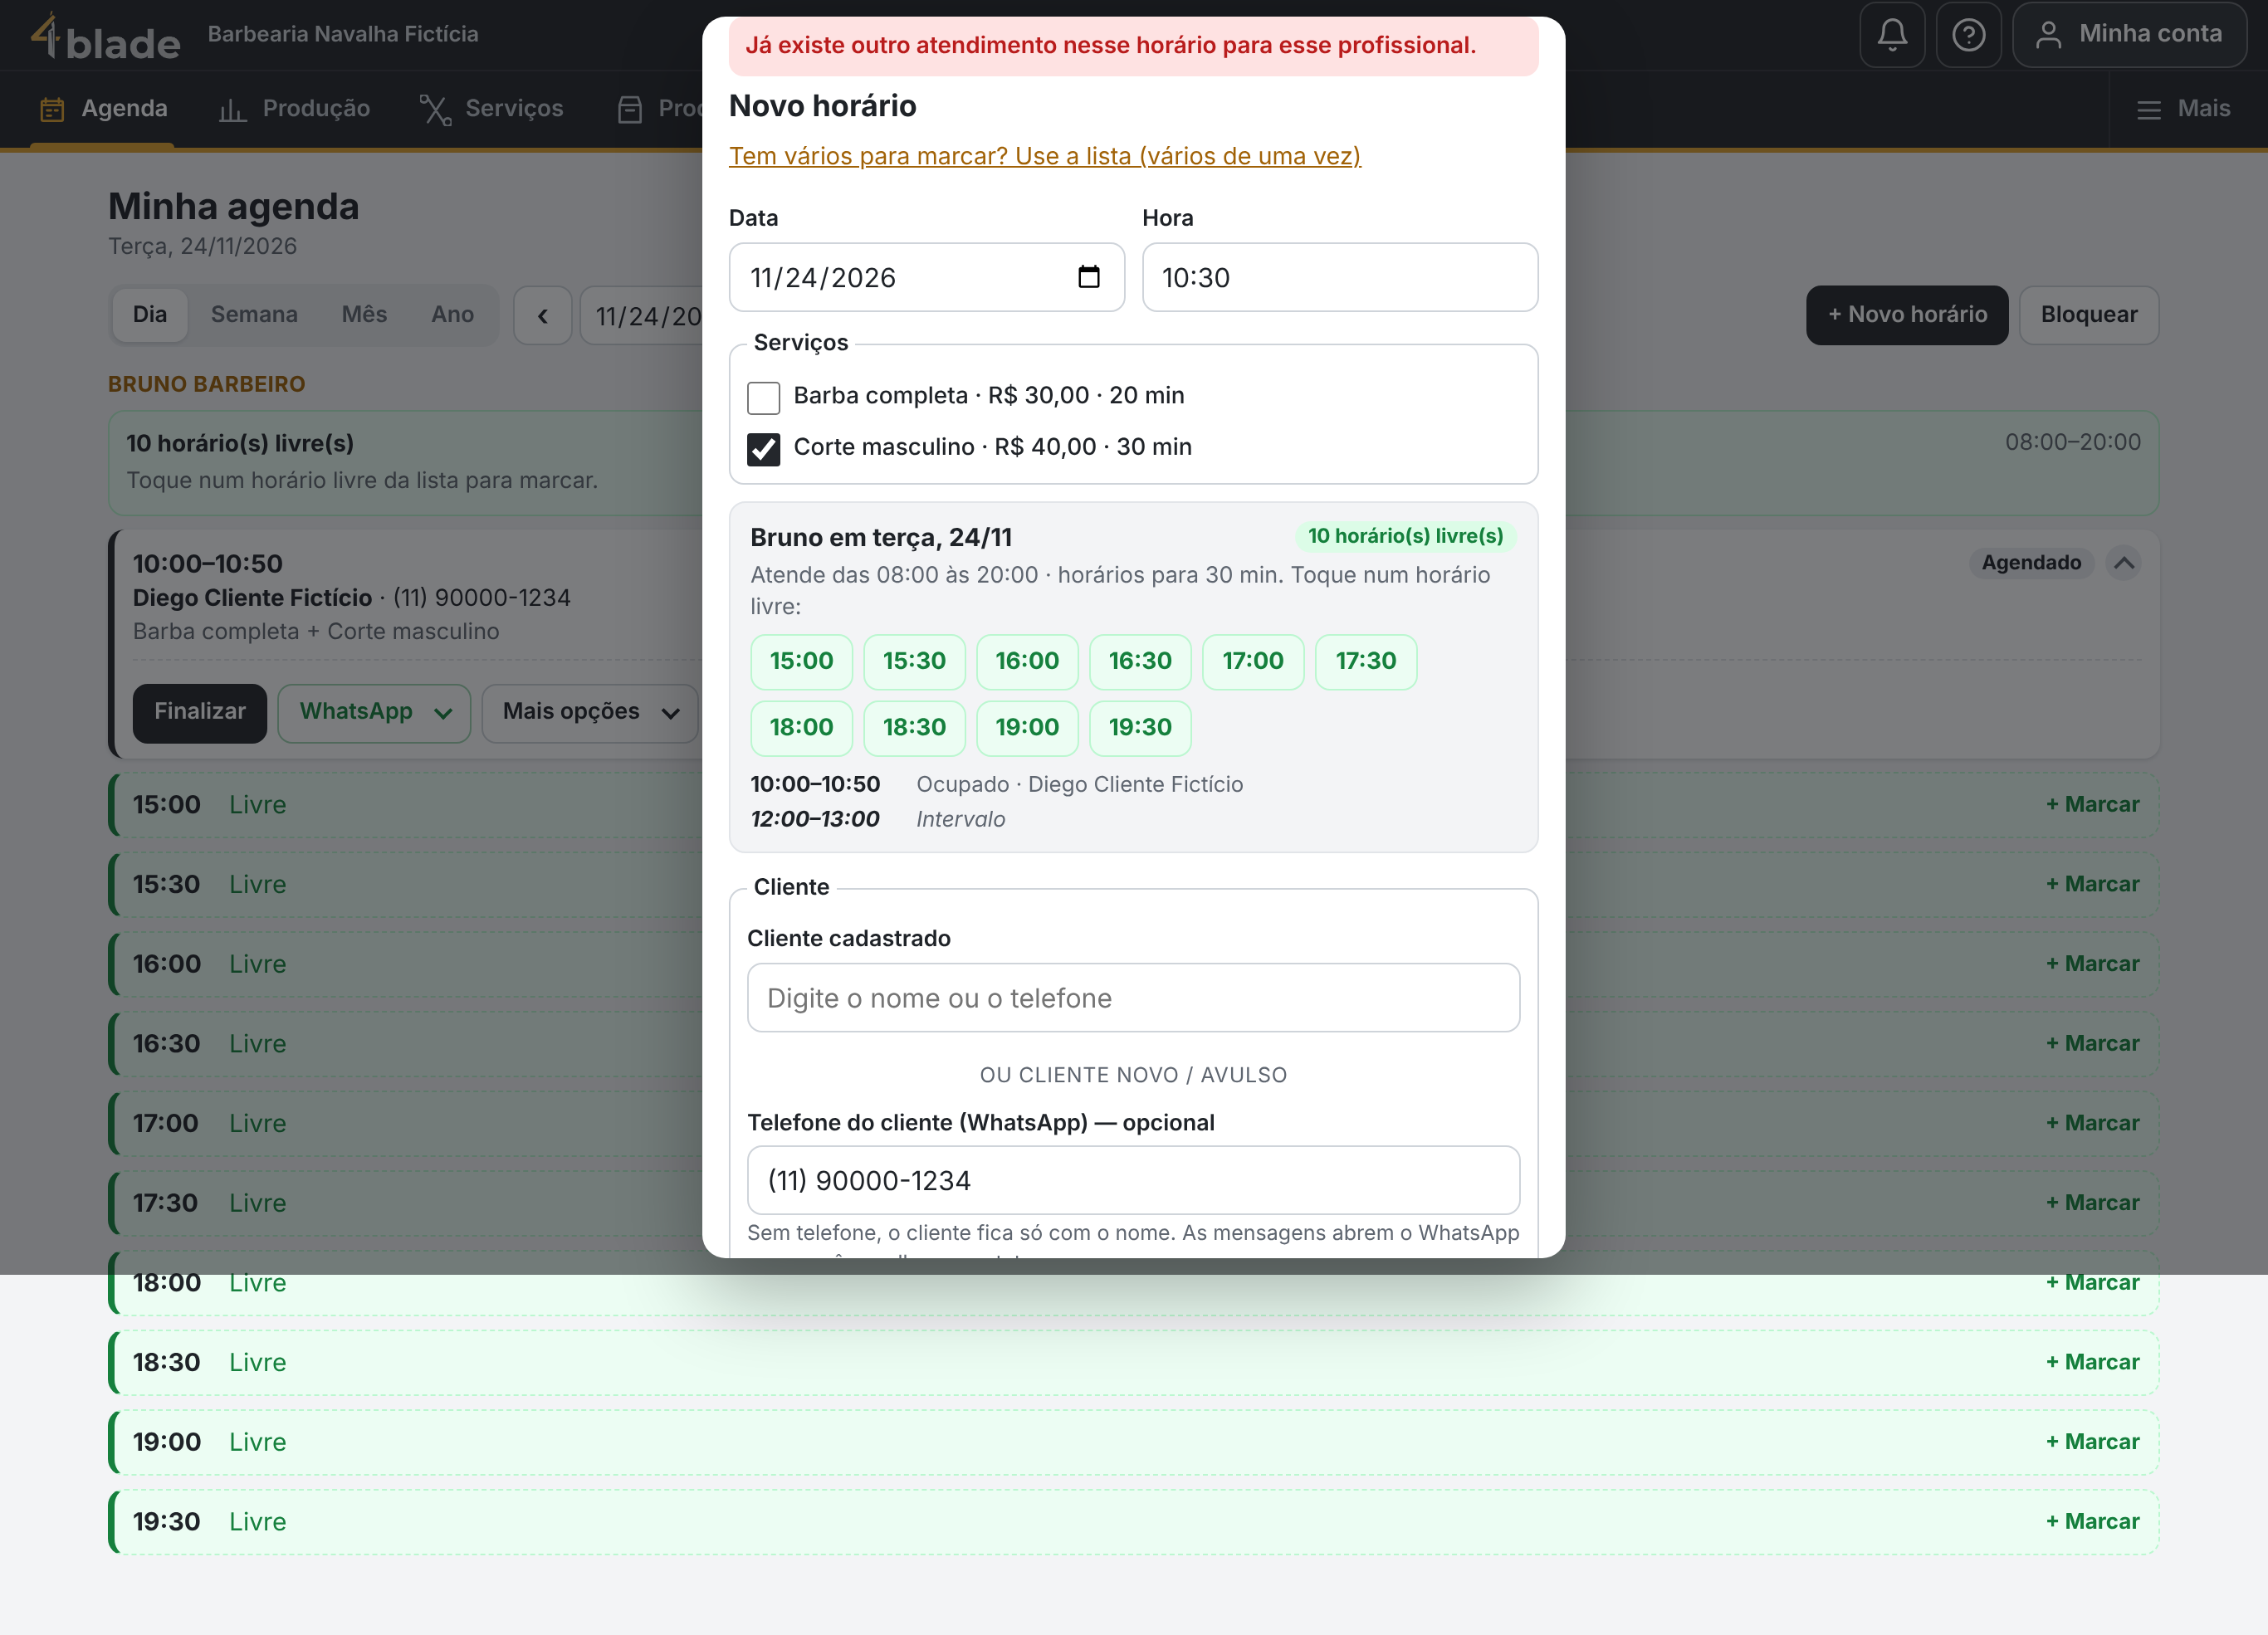 4blade
Barbearia Navalha Fictícia
Minha conta
Agenda
Produção
Serviços
Mais
Minha agenda
Terça, 24/11/2026
Dia
Semana
Mês
Ano
‹
11/24/20
+ Novo horário
Bloquear
BRUNO BARBEIRO
10 horário(s) livre(s)
08:00–20:00
Toque num horário livre da lista para marcar.
10:00–10:50
Agendado
Diego Cliente Fictício · (11) 90000-1234
Barba completa + Corte masculino
Finalizar
WhatsApp
Mais opções
15:00 Livre + Marcar
15:30 Livre + Marcar
16:00 Livre + Marcar
16:30 Livre + Marcar
17:00 Livre + Marcar
17:30 Livre + Marcar
18:00 Livre + Marcar
18:30 Livre + Marcar
19:00 Livre + Marcar
19:30 Livre + Marcar
Já existe outro atendimento nesse horário para esse profissional.
Novo horário
Tem vários para marcar? Use a lista (vários de uma vez)
Data
Hora
11/24/2026
10:30
Serviços
Barba completa · R$ 30,00 · 20 min
Corte masculino · R$ 40,00 · 30 min
Bruno em terça, 24/11
10 horário(s) livre(s)
Atende das 08:00 às 20:00 · horários para 30 min. Toque num horário
livre:
15:00 15:30 16:00 16:30 17:00 17:30
18:00 18:30 19:00 19:30
10:00–10:50 Ocupado · Diego Cliente Fictício
12:00–13:00 Intervalo
Cliente
Cliente cadastrado
Digite o nome ou o telefone
OU CLIENTE NOVO / AVULSO
Telefone do cliente (WhatsApp) — opcional
(11) 90000-1234
Sem telefone, o cliente fica só com o nome. As mensagens abrem o WhatsApp